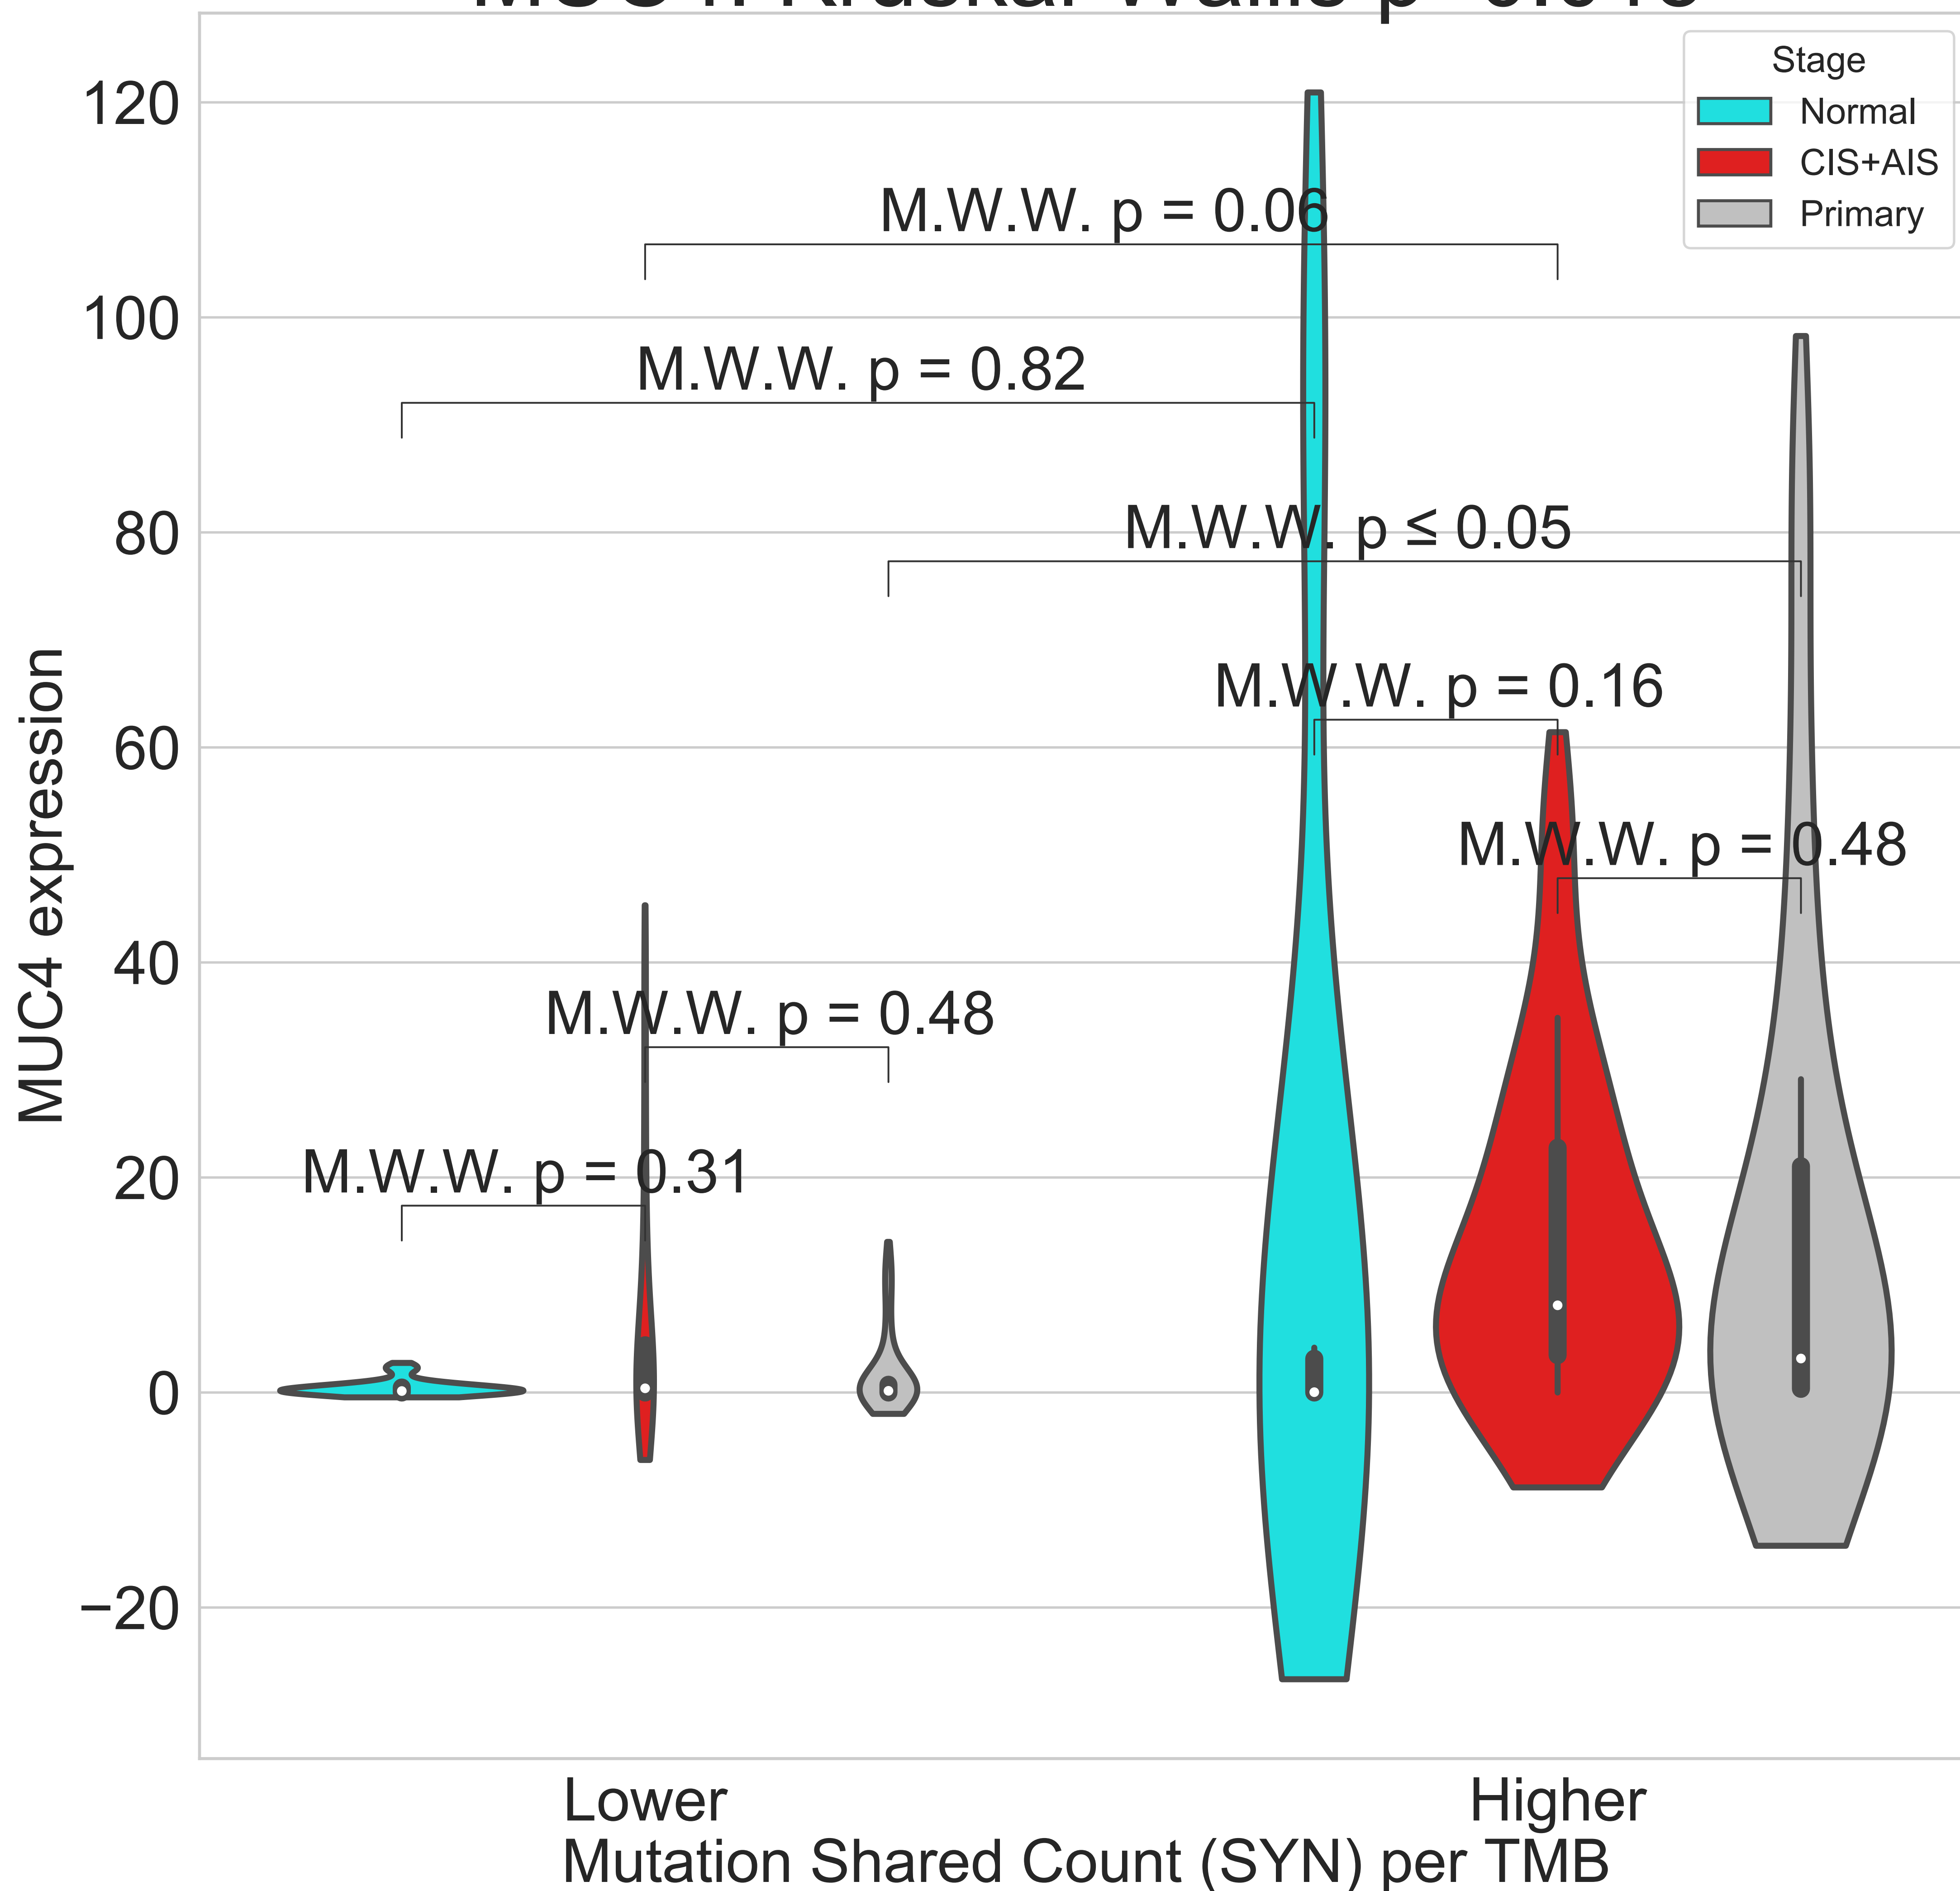 Stage
Normal
CIS+AIS
Primary
120
100
80
60
40
20
0
−20
MUC4 expression
M.W.W. p = 0.06
M.W.W. p = 0.82
M.W.W. p ≤ 0.05
M.W.W. p = 0.16
M.W.W. p = 0.48
M.W.W. p = 0.48
M.W.W. p = 0.31
Lower
Higher
Mutation Shared Count (SYN) per TMB